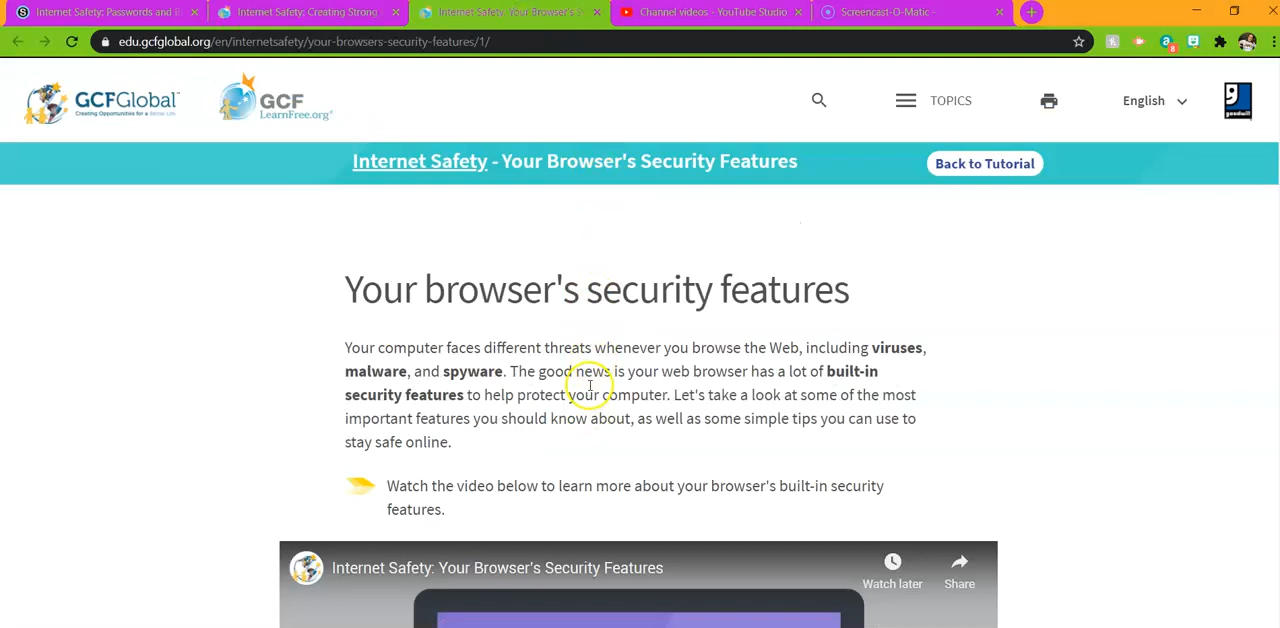 Internet Safety: Passwords and
Internet Safety: Creating Strong
Internet Safety: Your Browser's
Channel videos - YouTube Studio
Screencast-O-Matic -
edu.gcfglobal.org/en/internetsafety/your-browsers-security-features/1/
8
GCFGlobal
Creating Opportunities for a Better Life
GCF
LearnFree.org
TOPICS
English
goodwill
Internet Safety - Your Browser's Security Features
Back to Tutorial
Your browser's security features
Your computer faces different threats whenever you browse the Web, including viruses,
malware, and spyware. The good news is your web browser has a lot of built-in
security features to help protect your computer. Let's take a look at some of the most
important features you should know about, as well as some simple tips you can use to
stay safe online.
Watch the video below to learn more about your browser's built-in security
features.
Internet Safety: Your Browser's Security Features
Watch later
Share